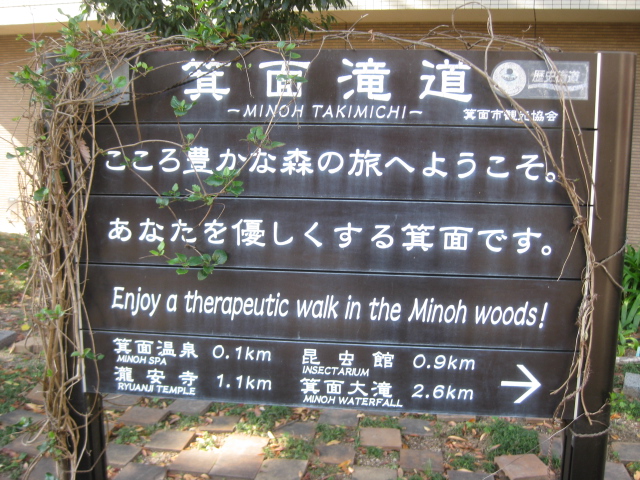 箕面滝道
歴史街道
～MINOH TAKIMICHI～
箕面市観光協会
こころ豊かな森の旅へようこそ。
あなたを優しくする箕面です。
Enjoy a therapeutic walk in the Minoh woods!
箕面温泉 0.1km
MINOH SPA
昆虫館 0.9km
INSECTARIUM
瀧安寺 1.1km
RYUANJI TEMPLE
箕面大滝 2.6km
MINOH WATERFALL